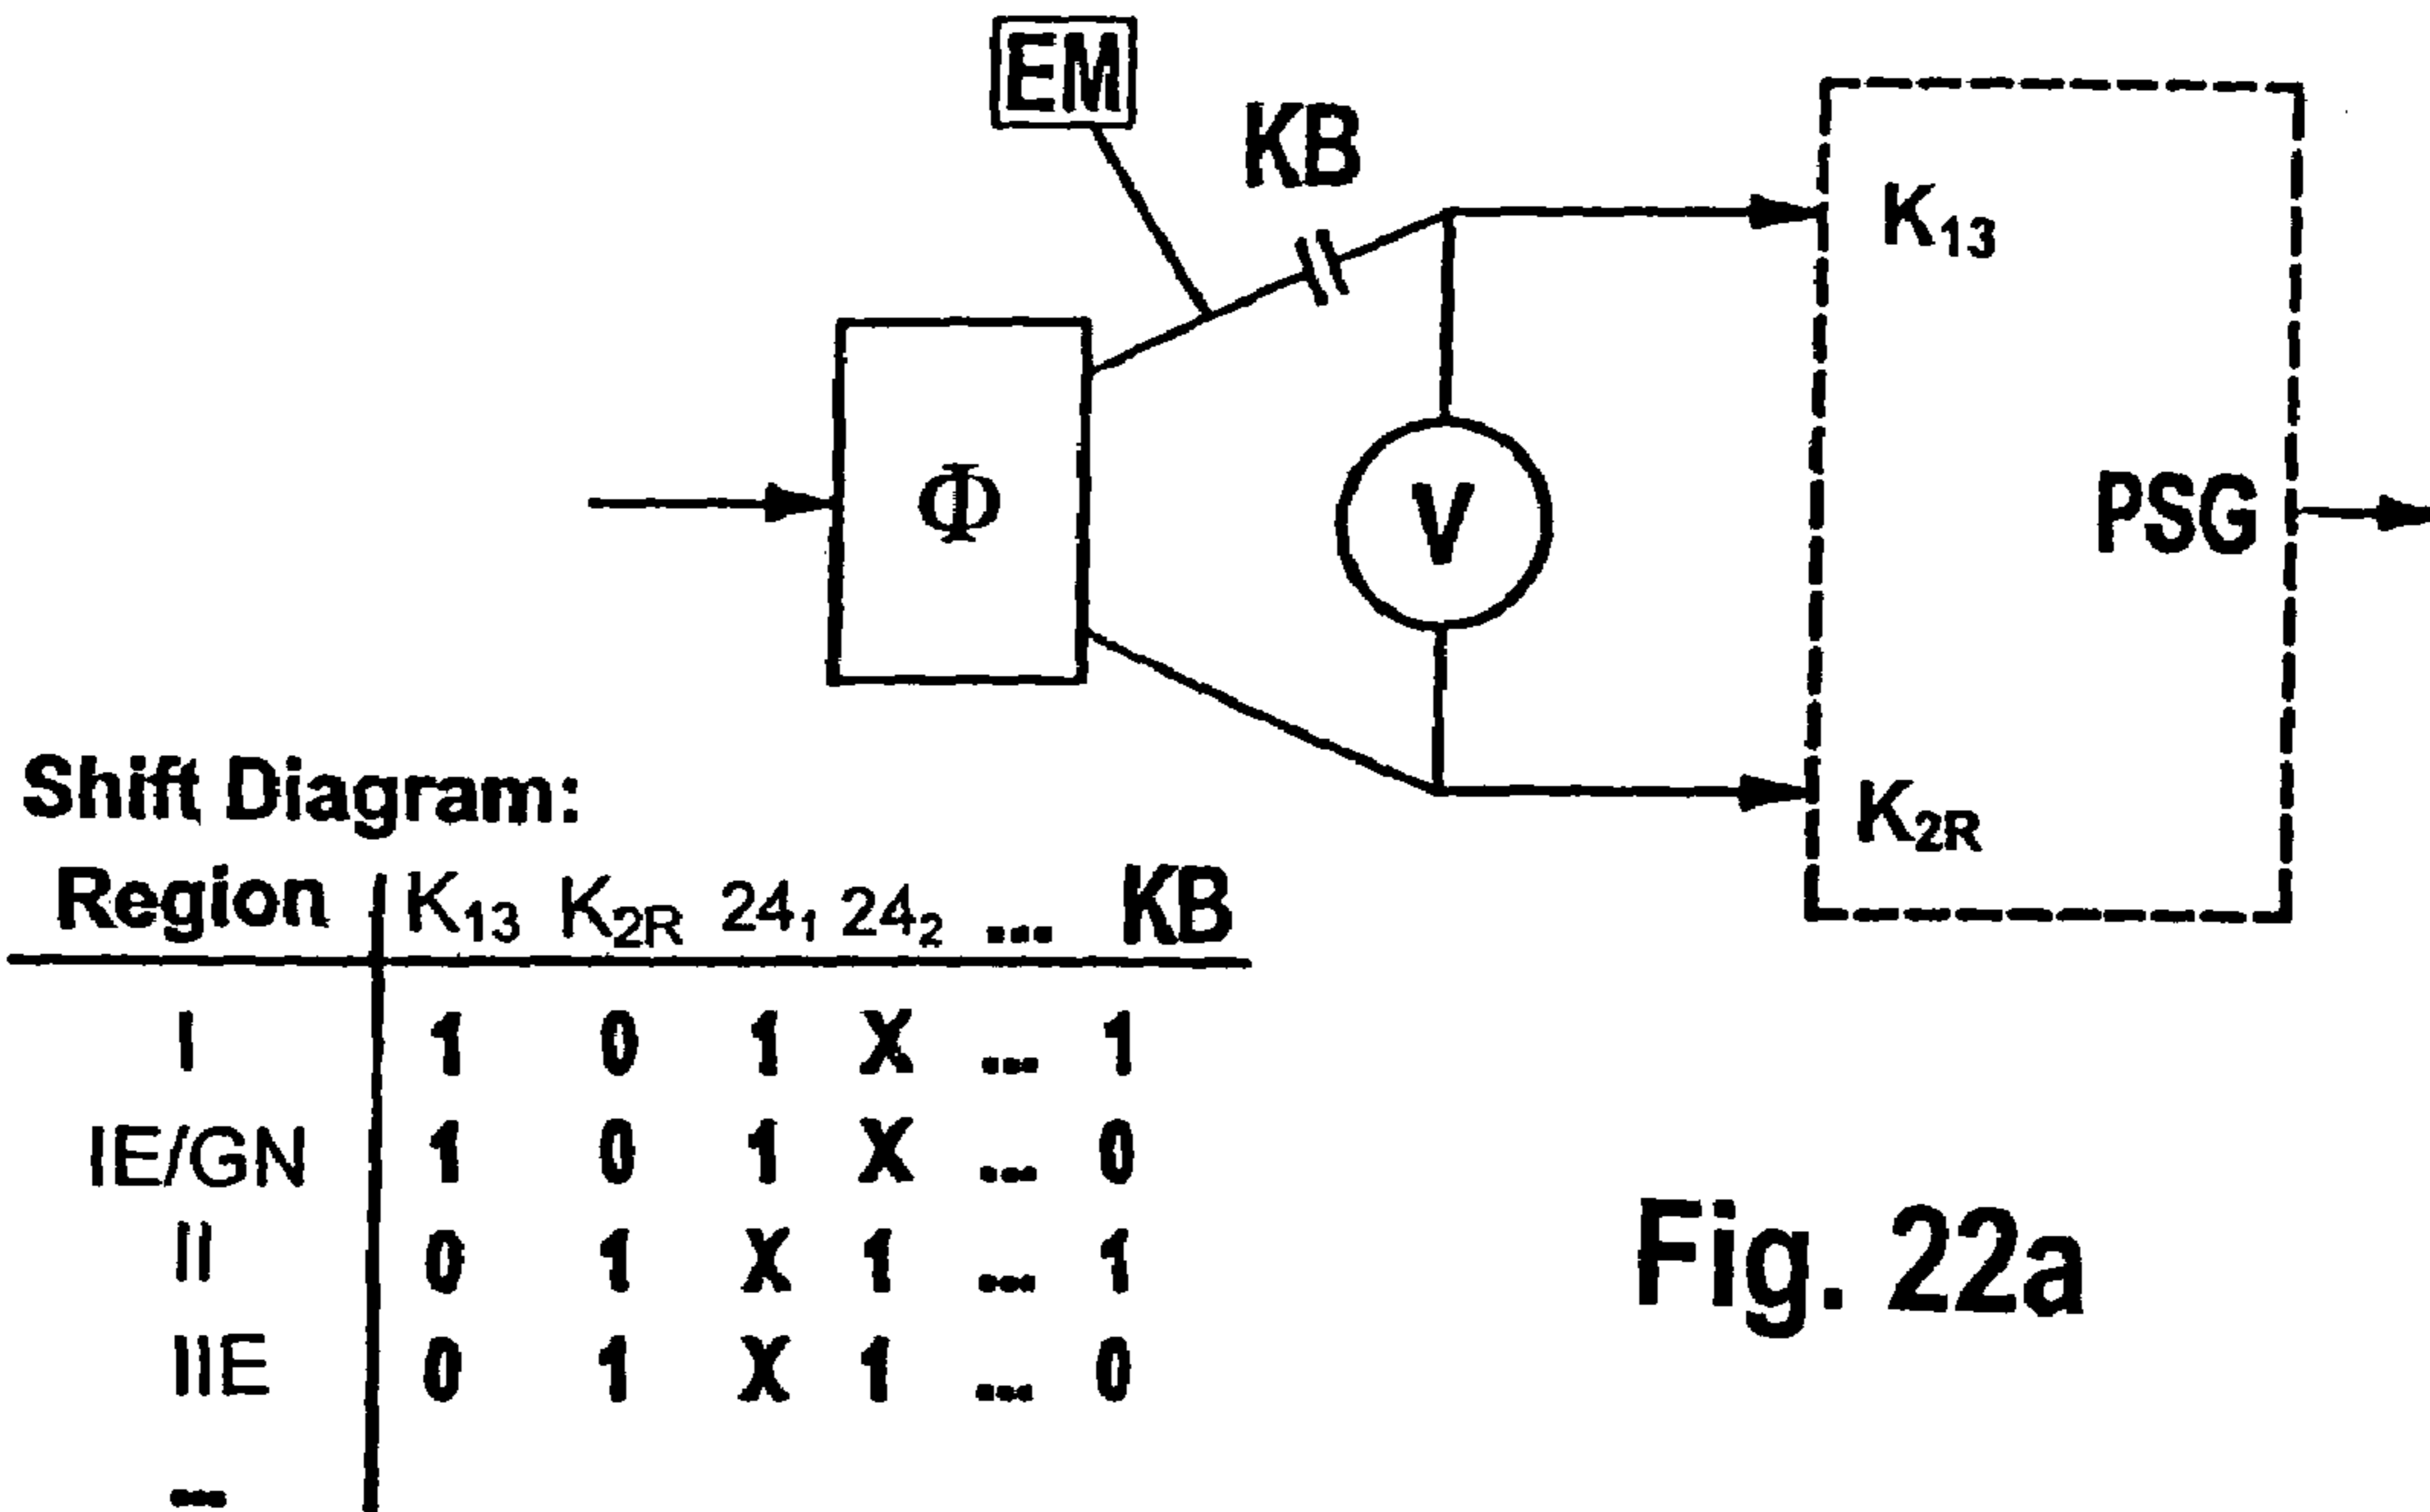 EM
KB
K13
Φ
V
PSG
K2R
Shift Diagram:
Region K13 K2R 241 242 ... KB
I 1 0 1 X ... 1
IE/GN 1 0 1 X ... 0
II 0 1 X 1 ... 1
IIE 0 1 X 1 ... 0
...
Fig. 22a